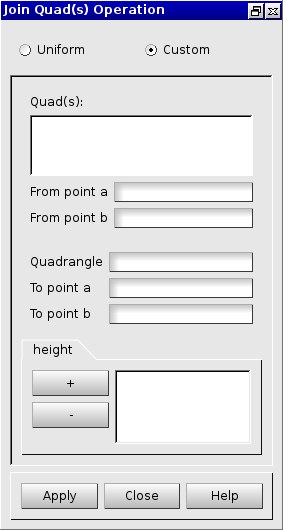 Join Quad(s) Operation
Uniform
Custom
Quad(s):
From point a
From point b
Quadrangle
To point a
To point b
height
+
-
Apply
Close
Help